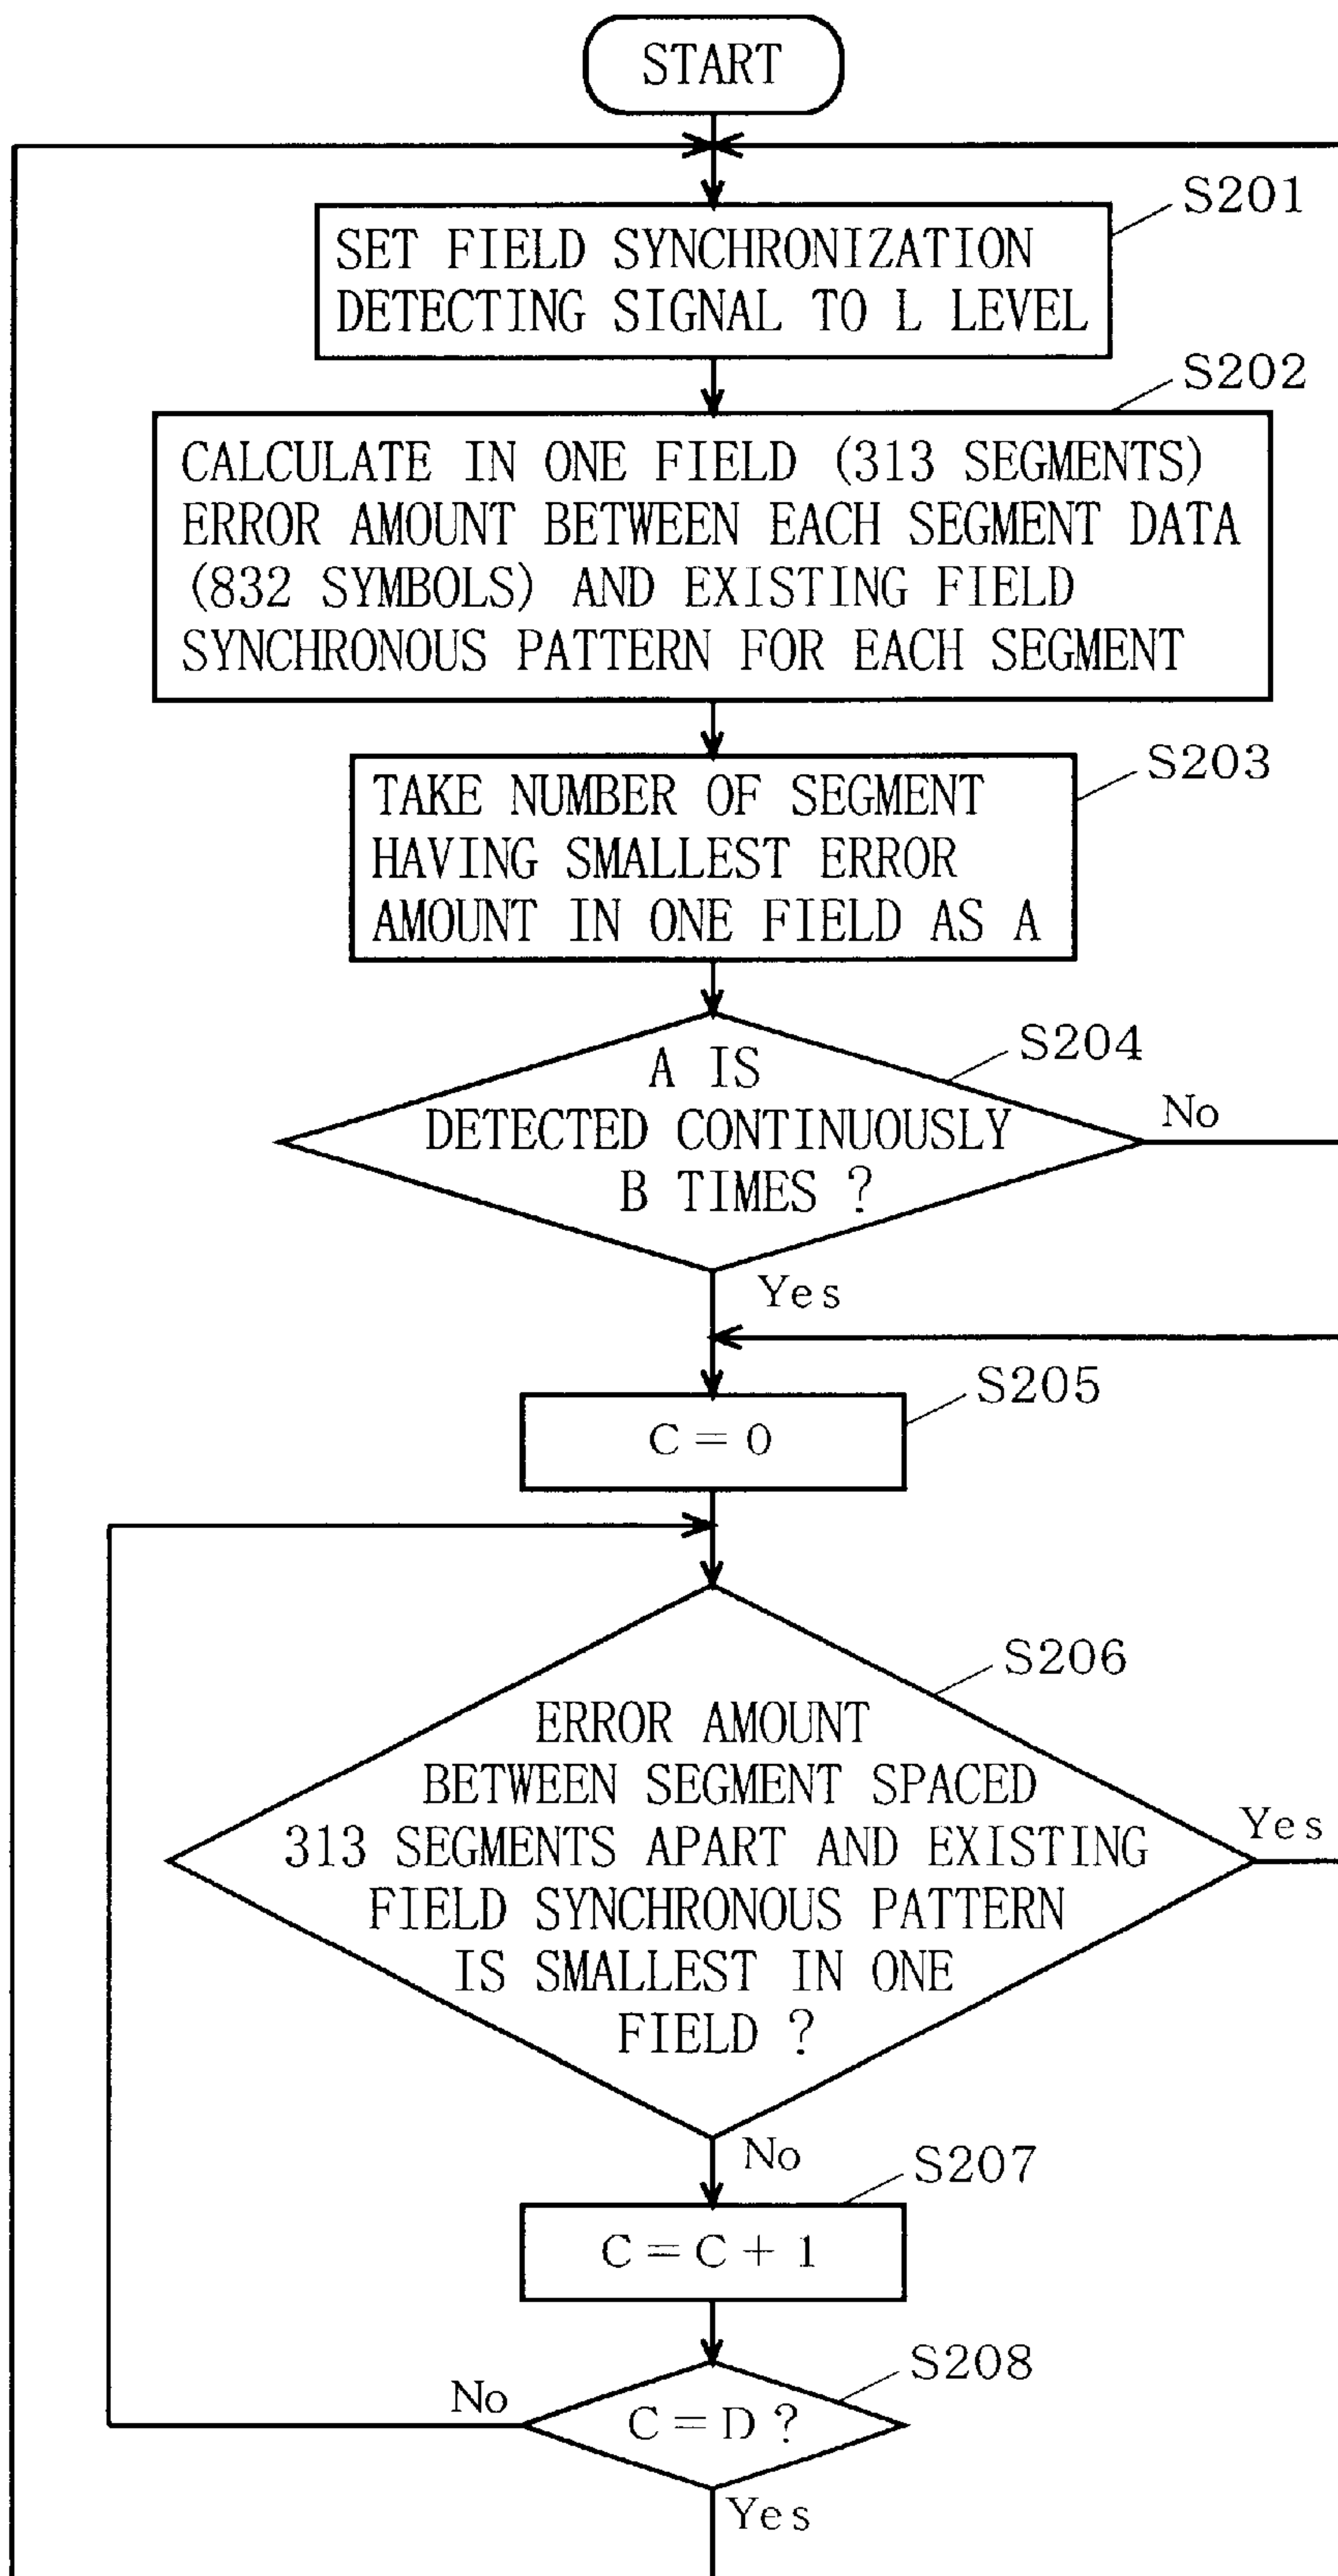 START
S201
SET FIELD SYNCHRONIZATION
DETECTING SIGNAL TO L LEVEL
S202
CALCULATE IN ONE FIELD (313 SEGMENTS)
ERROR AMOUNT BETWEEN EACH SEGMENT DATA
(832 SYMBOLS) AND EXISTING FIELD
SYNCHRONOUS PATTERN FOR EACH SEGMENT
S203
TAKE NUMBER OF SEGMENT
HAVING SMALLEST ERROR
AMOUNT IN ONE FIELD AS A
S204
A IS
DETECTED CONTINUOUSLY
B TIMES ?
No
Yes
S205
C = 0
S206
ERROR AMOUNT
BETWEEN SEGMENT SPACED
313 SEGMENTS APART AND EXISTING
FIELD SYNCHRONOUS PATTERN
IS SMALLEST IN ONE
FIELD ?
Yes
No
S207
C = C + 1
S208
C = D ?
No
Yes